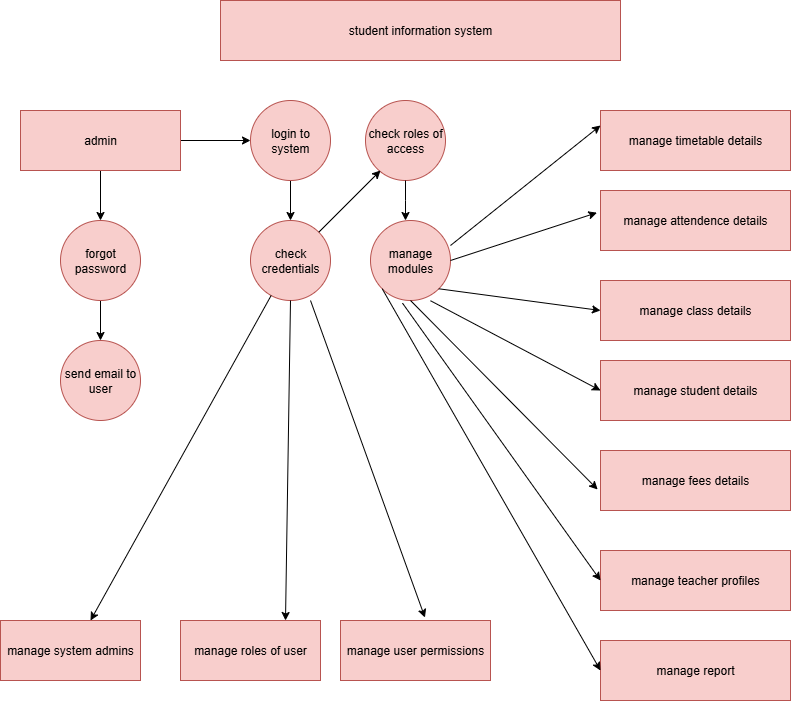 student information system
admin
login to
system
check roles of
access
manage timetable details
manage attendence details
forgot
password
check
credentials
manage
modules
manage class details
send email to
user
manage student details
manage fees details
manage teacher profiles
manage system admins
manage roles of user
manage user permissions
manage report